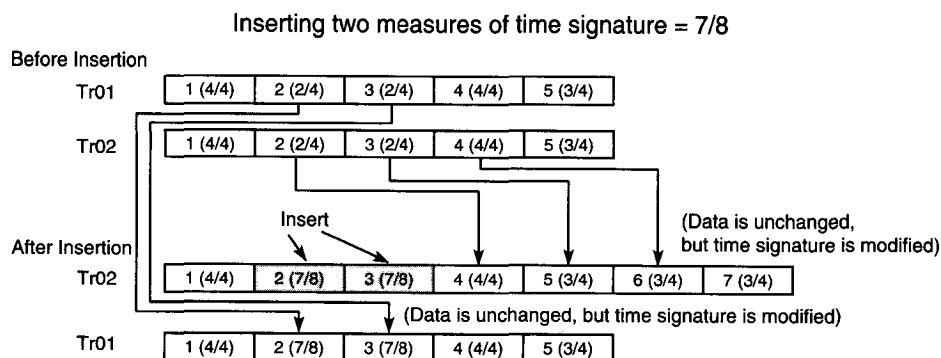 Inserting two measures of time signature = 7/8
Before Insertion
Tr01 1 (4/4) 2 (2/4) 3 (2/4) 4 (4/4) 5 (3/4)
Tr02 1 (4/4) 2 (2/4) 3 (2/4) 4 (4/4) 5 (3/4)
Insert
(Data is unchanged,
but time signature is modified)
After Insertion
Tr02 1 (4/4) 2 (7/8) 3 (7/8) 4 (4/4) 5 (3/4) 6 (3/4) 7 (3/4)
(Data is unchanged, but time signature is modified)
Tr01 1 (4/4) 2 (7/8) 3 (7/8) 4 (4/4) 5 (3/4)